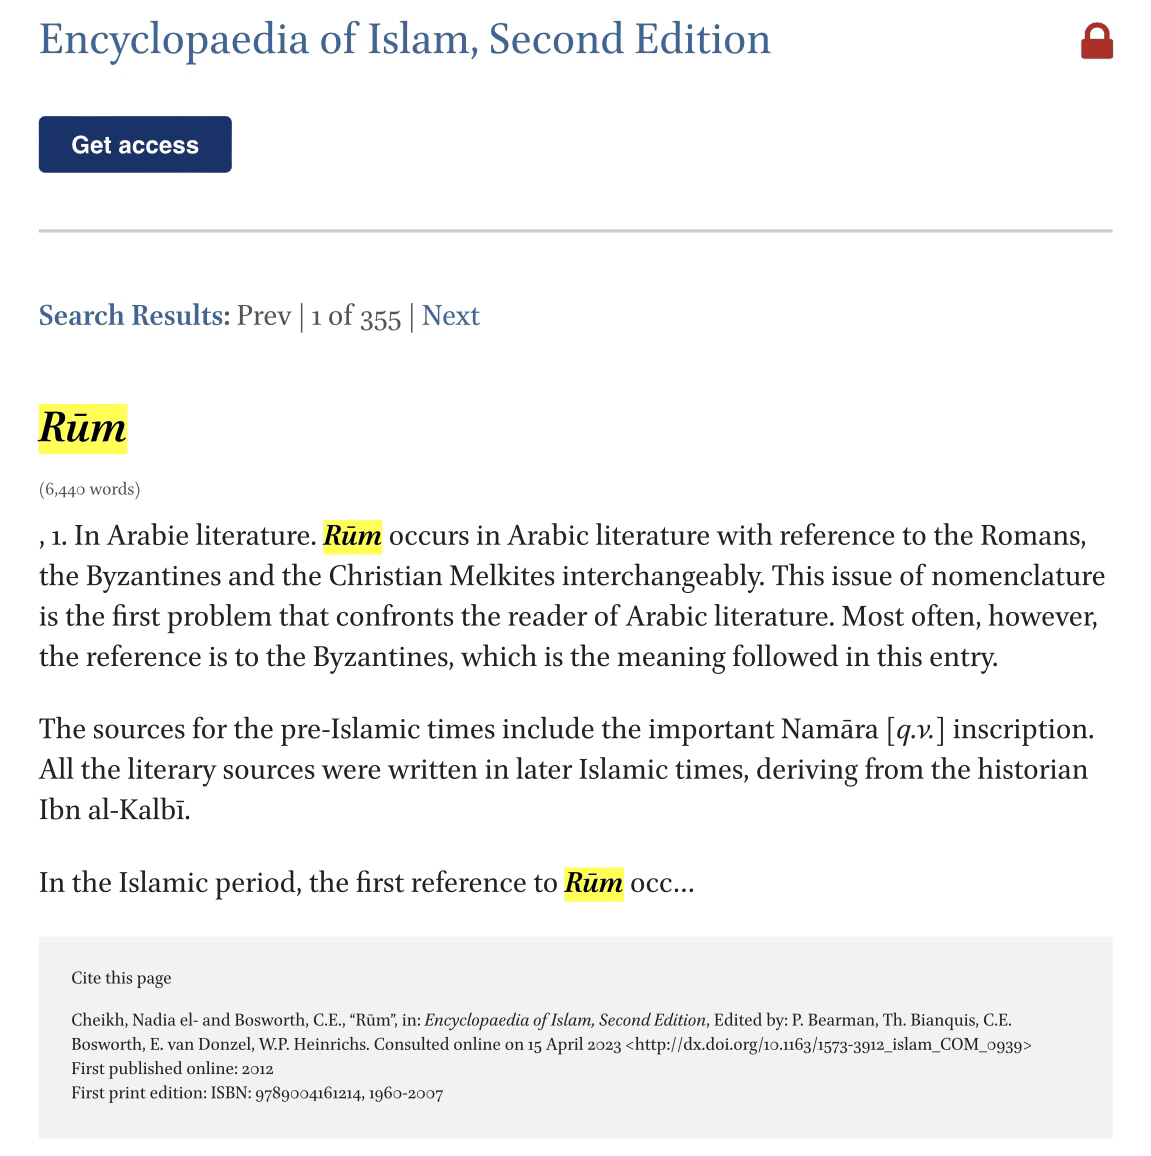 Encyclopaedia of Islam, Second Edition
Get access
Search Results: Prev | 1 of 355 | Next
Rūm
(6,440 words)
, 1. In Arabie literature. Rūm occurs in Arabic literature with reference to the Romans,
the Byzantines and the Christian Melkites interchangeably. This issue of nomenclature
is the first problem that confronts the reader of Arabic literature. Most often, however,
the reference is to the Byzantines, which is the meaning followed in this entry.
The sources for the pre-Islamic times include the important Namāra [q.v.] inscription.
All the literary sources were written in later Islamic times, deriving from the historian
Ibn al-Kalbī.
In the Islamic period, the first reference to Rūm occ...
Cite this page
Cheikh, Nadia el- and Bosworth, C.E., “Rūm”, in: Encyclopaedia of Islam, Second Edition, Edited by: P. Bearman, Th. Bianquis, C.E.
Bosworth, E. van Donzel, W.P. Heinrichs. Consulted online on 15 April 2023 <http://dx.doi.org/10.1163/1573-3912_islam_COM_0939>
First published online: 2012
First print edition: ISBN: 9789004161214, 1960-2007